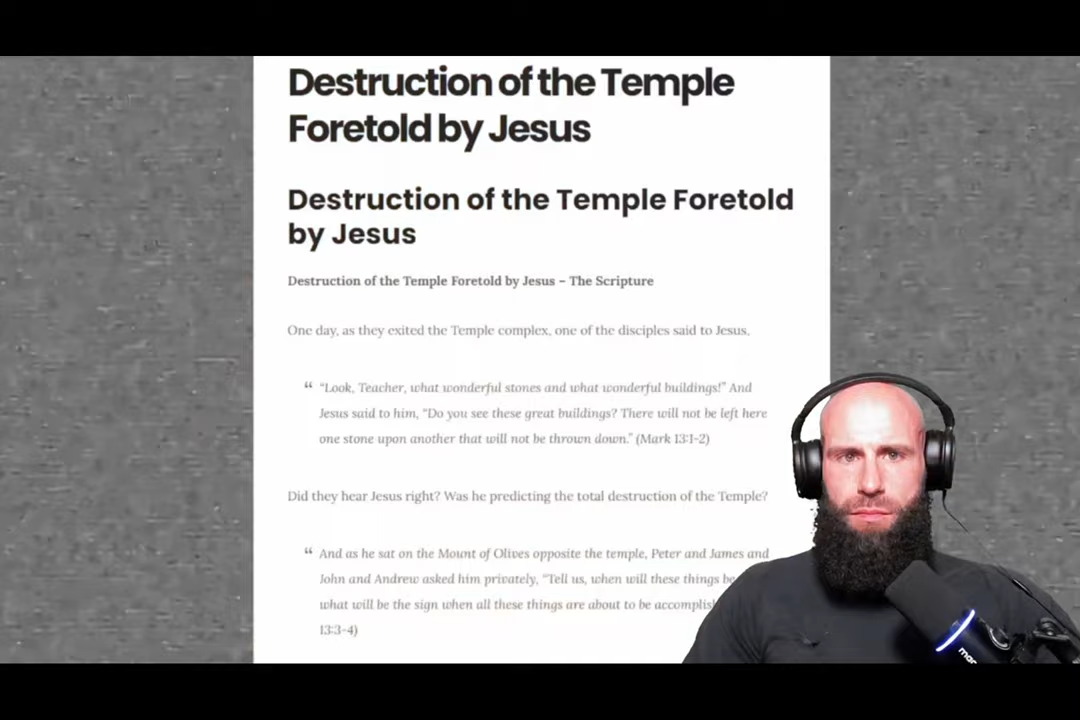 Destruction of the Temple
Foretold by Jesus
Destruction of the Temple Foretold
by Jesus
Destruction of the Temple Foretold by Jesus – The Scripture
One day, as they exited the Temple complex, one of the disciples said to Jesus,
“ “Look, Teacher, what wonderful stones and what wonderful buildings!” And
Jesus said to him, “Do you see these great buildings? There will not be left here
one stone upon another that will not be thrown down.” (Mark 13:1-2)
Did they hear Jesus right? Was he predicting the total destruction of the Temple?
“ And as he sat on the Mount of Olives opposite the temple, Peter and James and
John and Andrew asked him privately, “Tell us, when will these things be
what will be the sign when all these things are about to be
13:3-4)